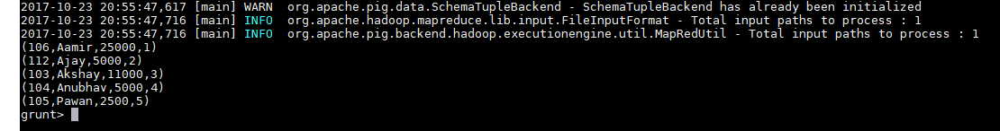 2017-10-23 20:55:47,617 [main] WARN  org.apache.pig.data.SchemaTupleBackend - SchemaTupleBackend has already been initialized
2017-10-23 20:55:47,716 [main] INFO  org.apache.hadoop.mapreduce.lib.input.FileInputFormat - Total input paths to process : 1
2017-10-23 20:55:47,716 [main] INFO  org.apache.pig.backend.hadoop.executionengine.util.MapRedUtil - Total input paths to process : 1
(106,Aamir,25000,1)
(112,Ajay,5000,2)
(103,Akshay,11000,3)
(104,Anubhav,5000,4)
(105,Pawan,2500,5)
grunt>